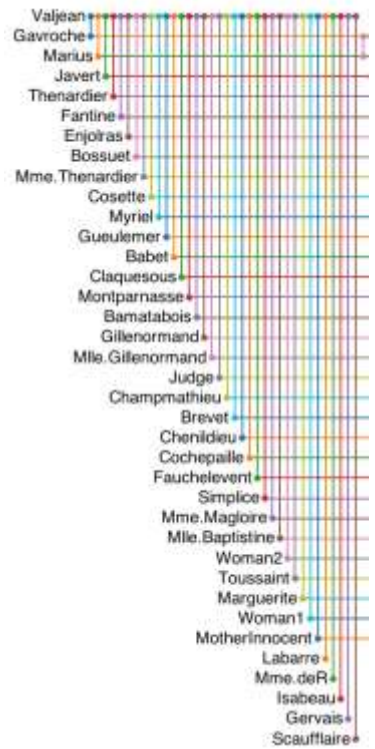 Valjean
Gavroche
Marius
Javert
Thenardier
Fantine
Enjolras
Bossuet
Mme.Thenardier
Cosette
Myriel
Gueulemer
Babet
Claquesous
Montparnasse
Bamatabois
Gillenormand
Mlle.Gillenormand
Judge
Champmathieu
Brevet
Chenildieu
Cochepaille
Fauchelevent
Simplice
Mme.Magloire
Mlle.Baptistine
Woman2
Toussaint
Marguerite
Woman1
MotherInnocent
Labarre
Mme.deR
Isabeau
Gervais
Scaufflaire